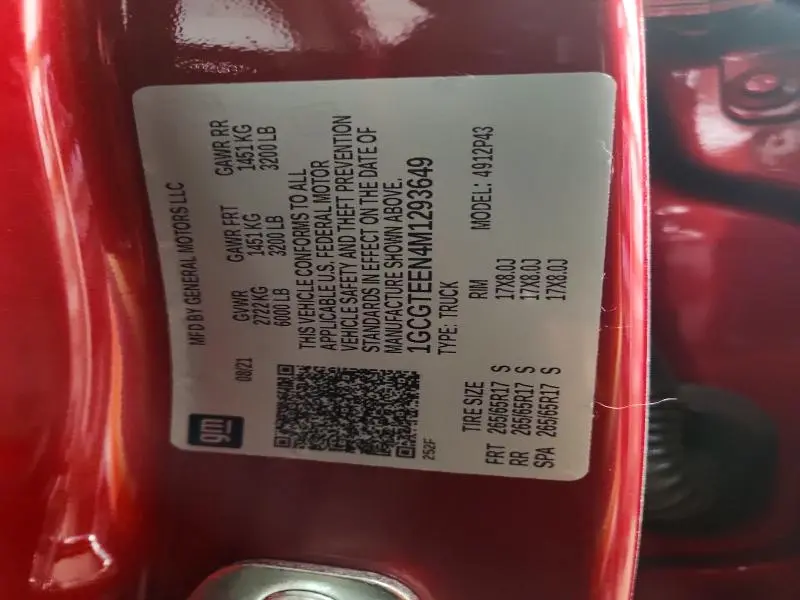 gm
08/21
MFD BY GENERAL MOTORS LLC
GVWR GAWR FRT GAWR RR
2722 KG 1451 KG 1451 KG
6000 LB 3200 LB 3200 LB
THIS VEHICLE CONFORMS TO ALL
APPLICABLE U.S. FEDERAL MOTOR
VEHICLE SAFETY AND THEFT PREVENTION
STANDARDS IN EFFECT ON THE DATE OF
MANUFACTURE SHOWN ABOVE.
1GCGTEEN4M1293649
252F
TYPE: TRUCK
TIRE SIZE RIM MODEL: 4912P43
FRT 265/65R17 S 17X8.0J
RR 265/65R17 S 17X8.0J
SPA 265/65R17 S 17X8.0J